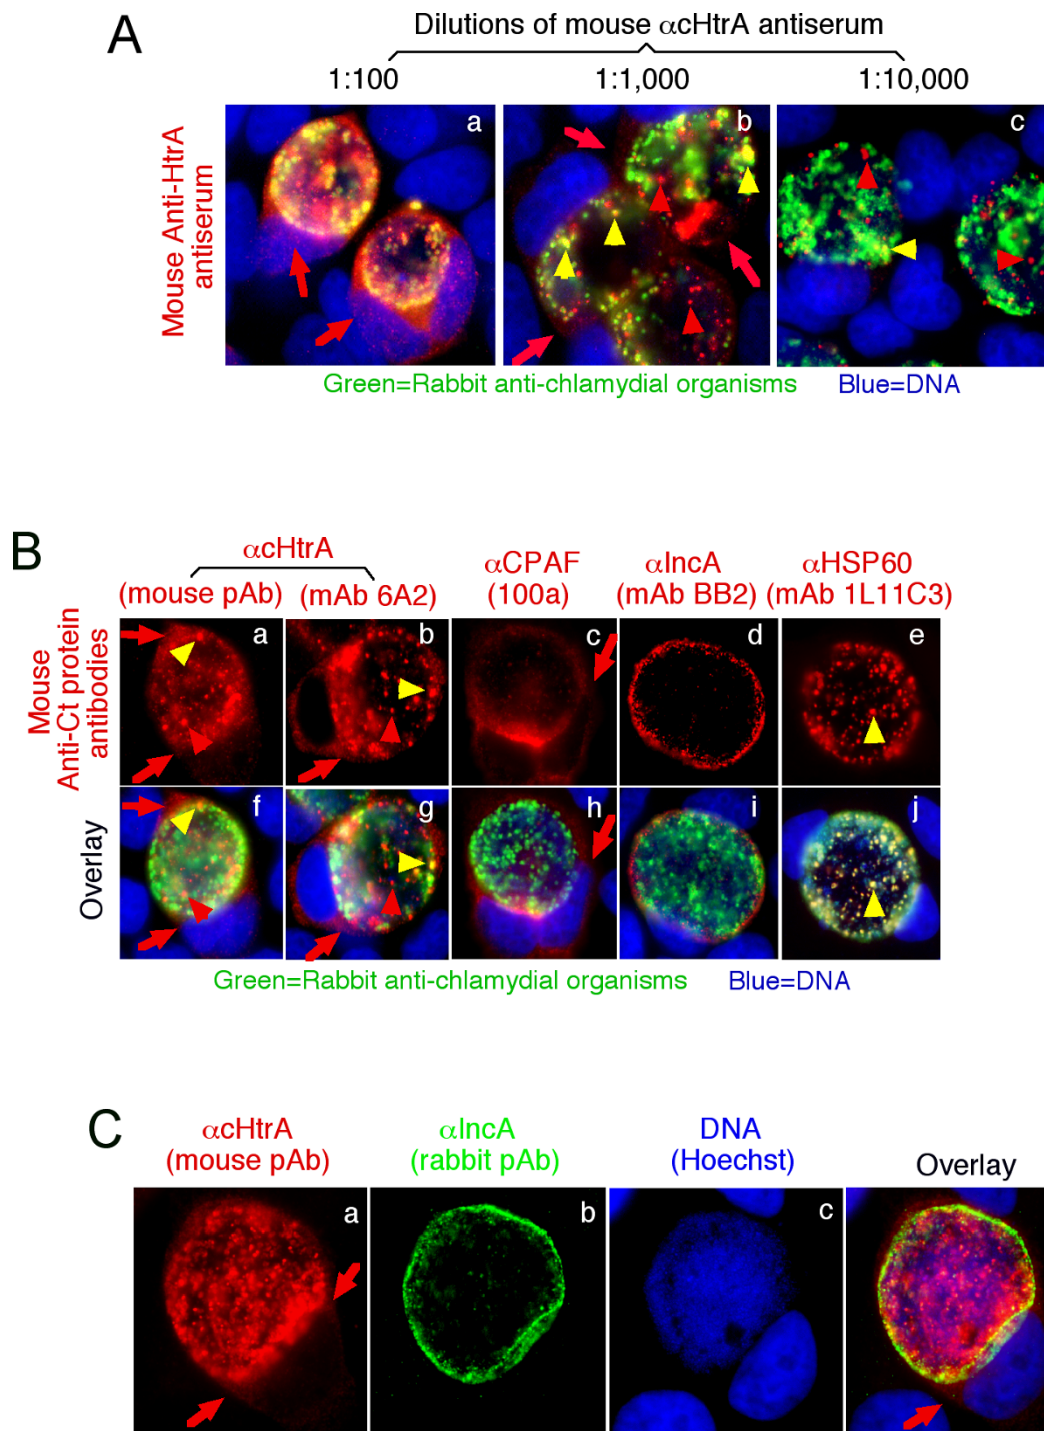 A
Dilutions of mouse αcHtrA antiserum
1:100
1:1,000
1:10,000
Mouse Anti-HtrA
antiserum
a
b
c
Green=Rabbit anti-chlamydial organisms
Blue=DNA
B
αcHtrA
(mouse pAb)
(mAb 6A2)
αCPAF
(100a)
αIncA
(mAb BB2)
αHSP60
(mAb 1L11C3)
Mouse
Anti-Ct protein
antibodies
a
b
c
d
e
Overlay
f
g
h
i
j
Green=Rabbit anti-chlamydial organisms
Blue=DNA
C
αcHtrA
(mouse pAb)
αIncA
(rabbit pAb)
DNA
(Hoechst)
Overlay
a
b
c